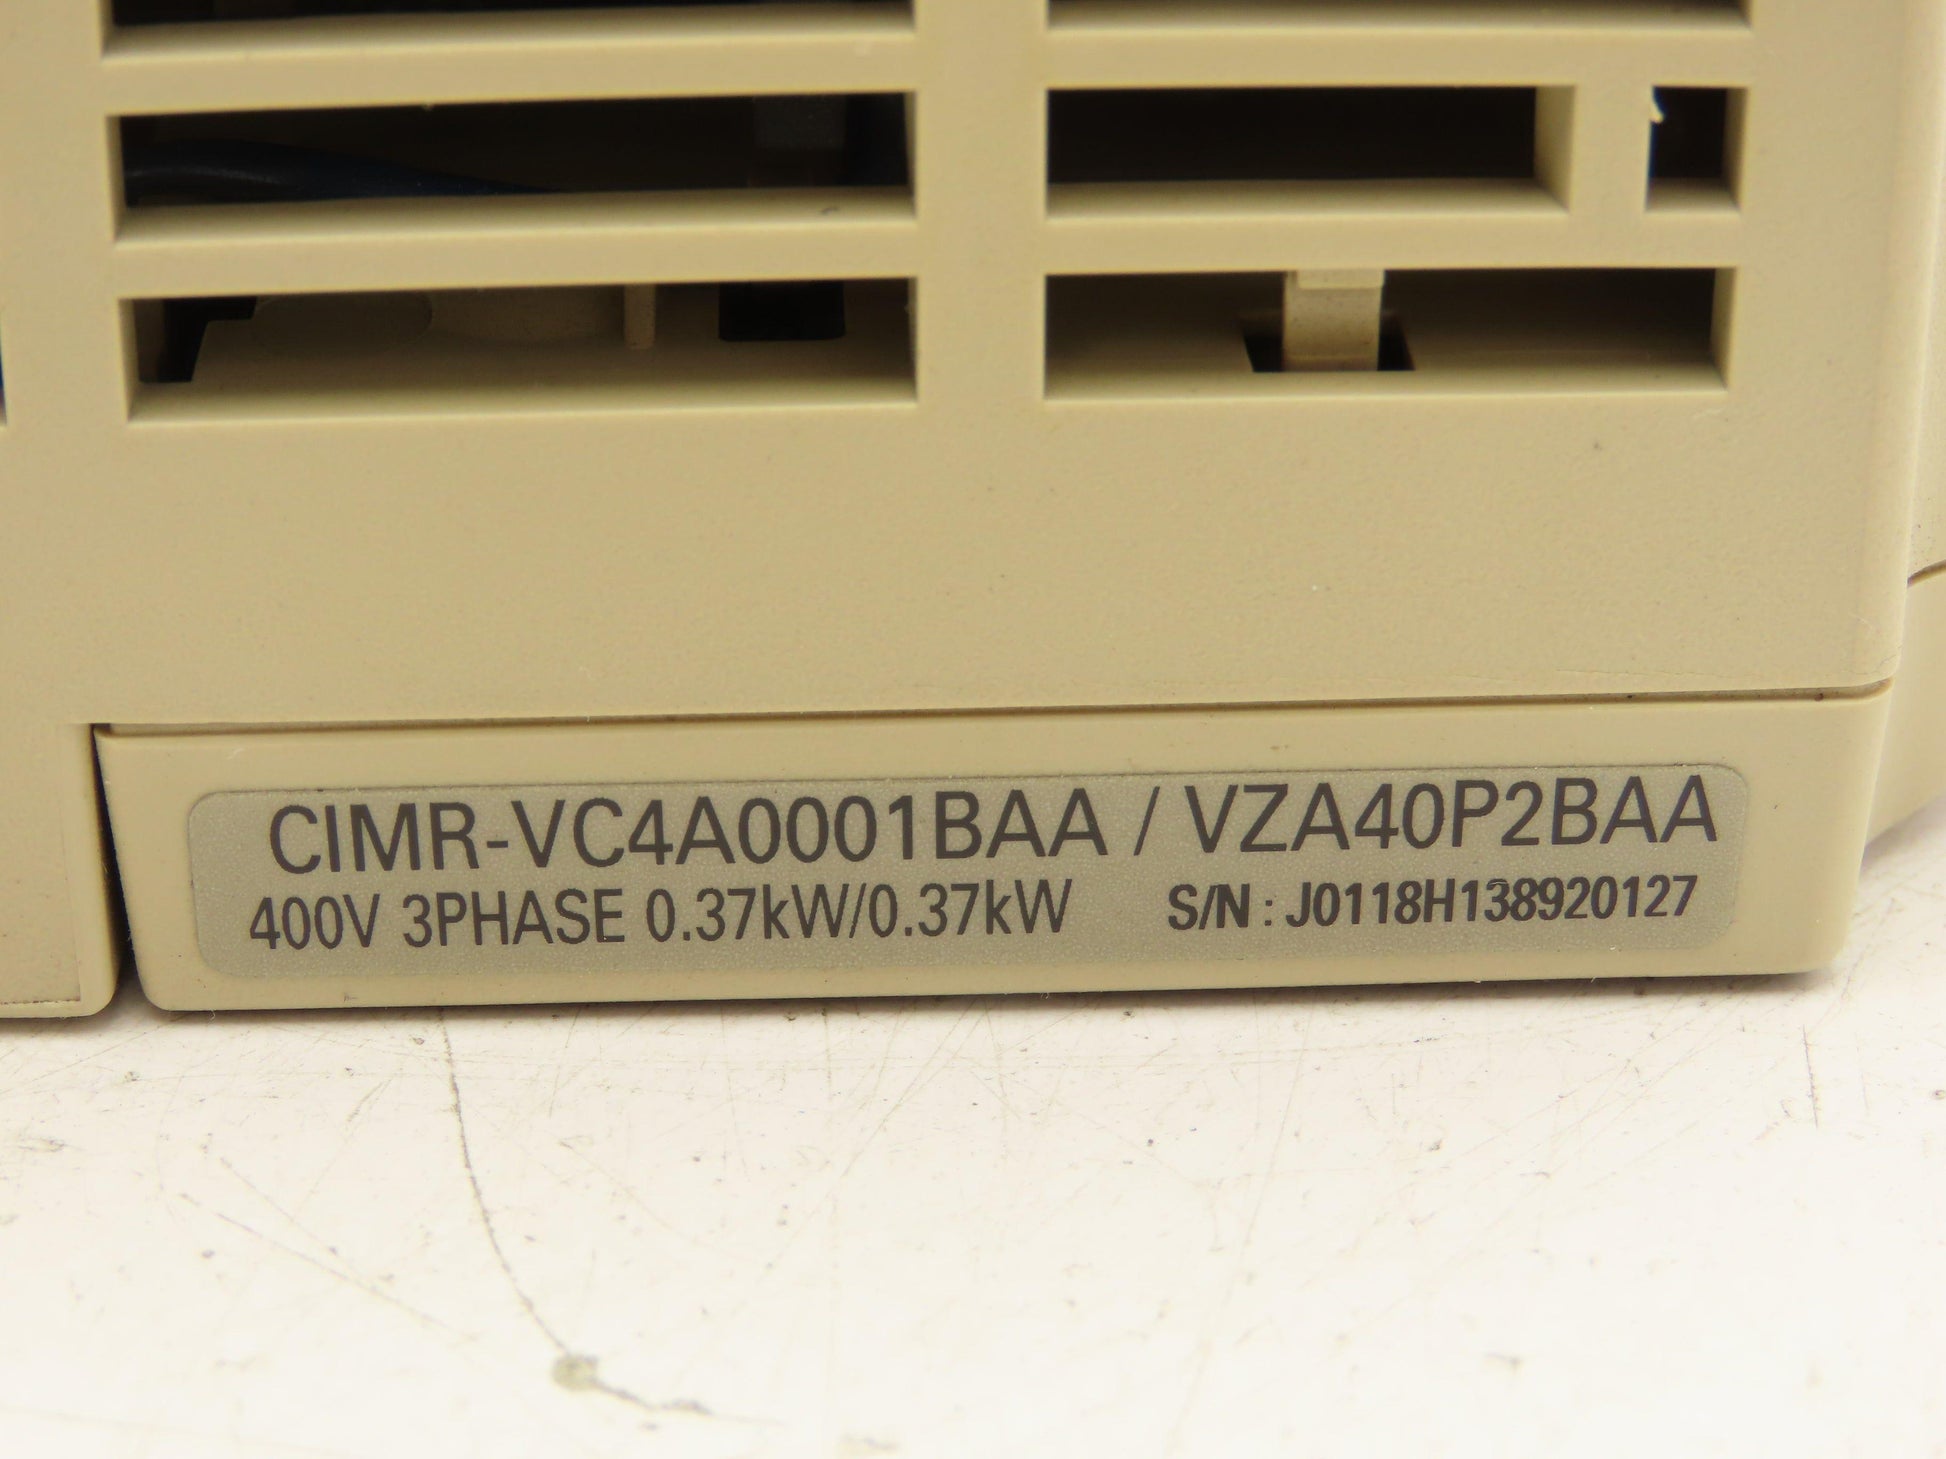 CIMR-VC4A0001BAA / VZA40P2BAA
400V 3PHASE 0.37kW/0.37kW S/N : J0118H138920127